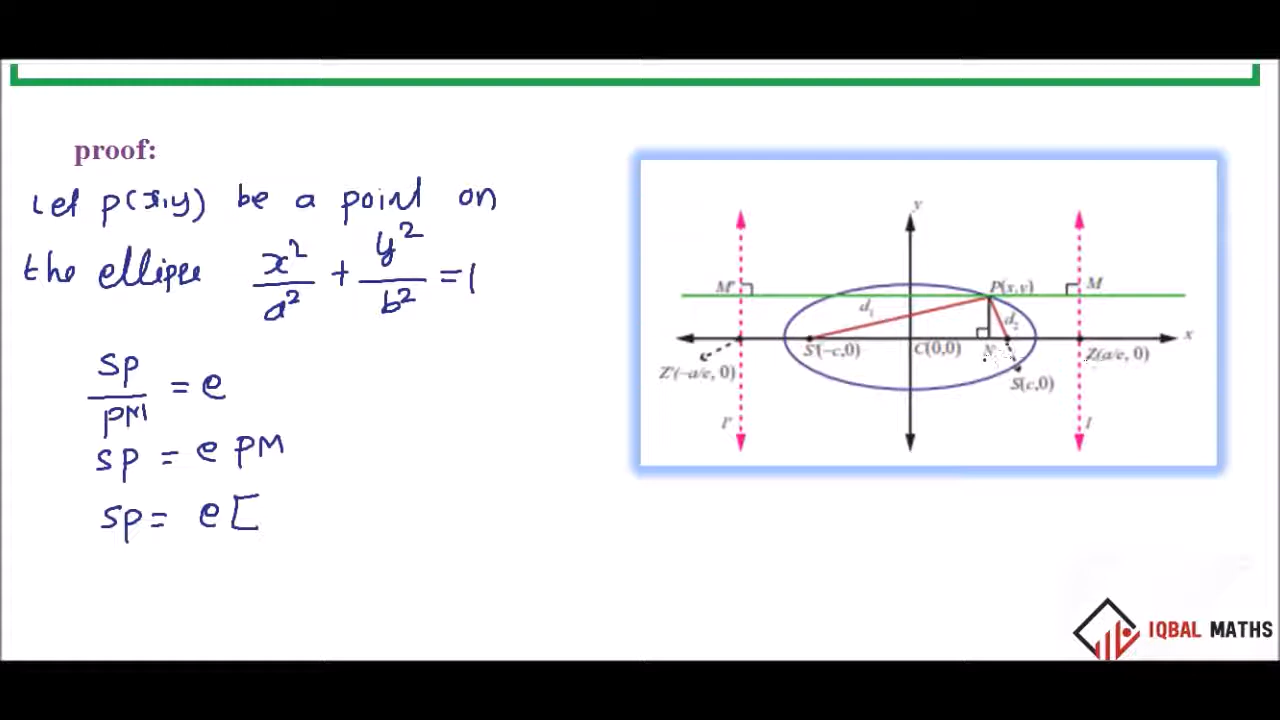 proof:
Let p(x,y) be a point on
the ellipse x²/a² + y²/b² = 1
SP/PM = e
SP = e PM
SP = e [
y
M' P(x,y) M
d₁ d₂
x
S'(-c,0) C(0,0) N
Z'(-a/e, 0) Z(a/e, 0)
S(c,0)
l' l
IQBAL MATHS